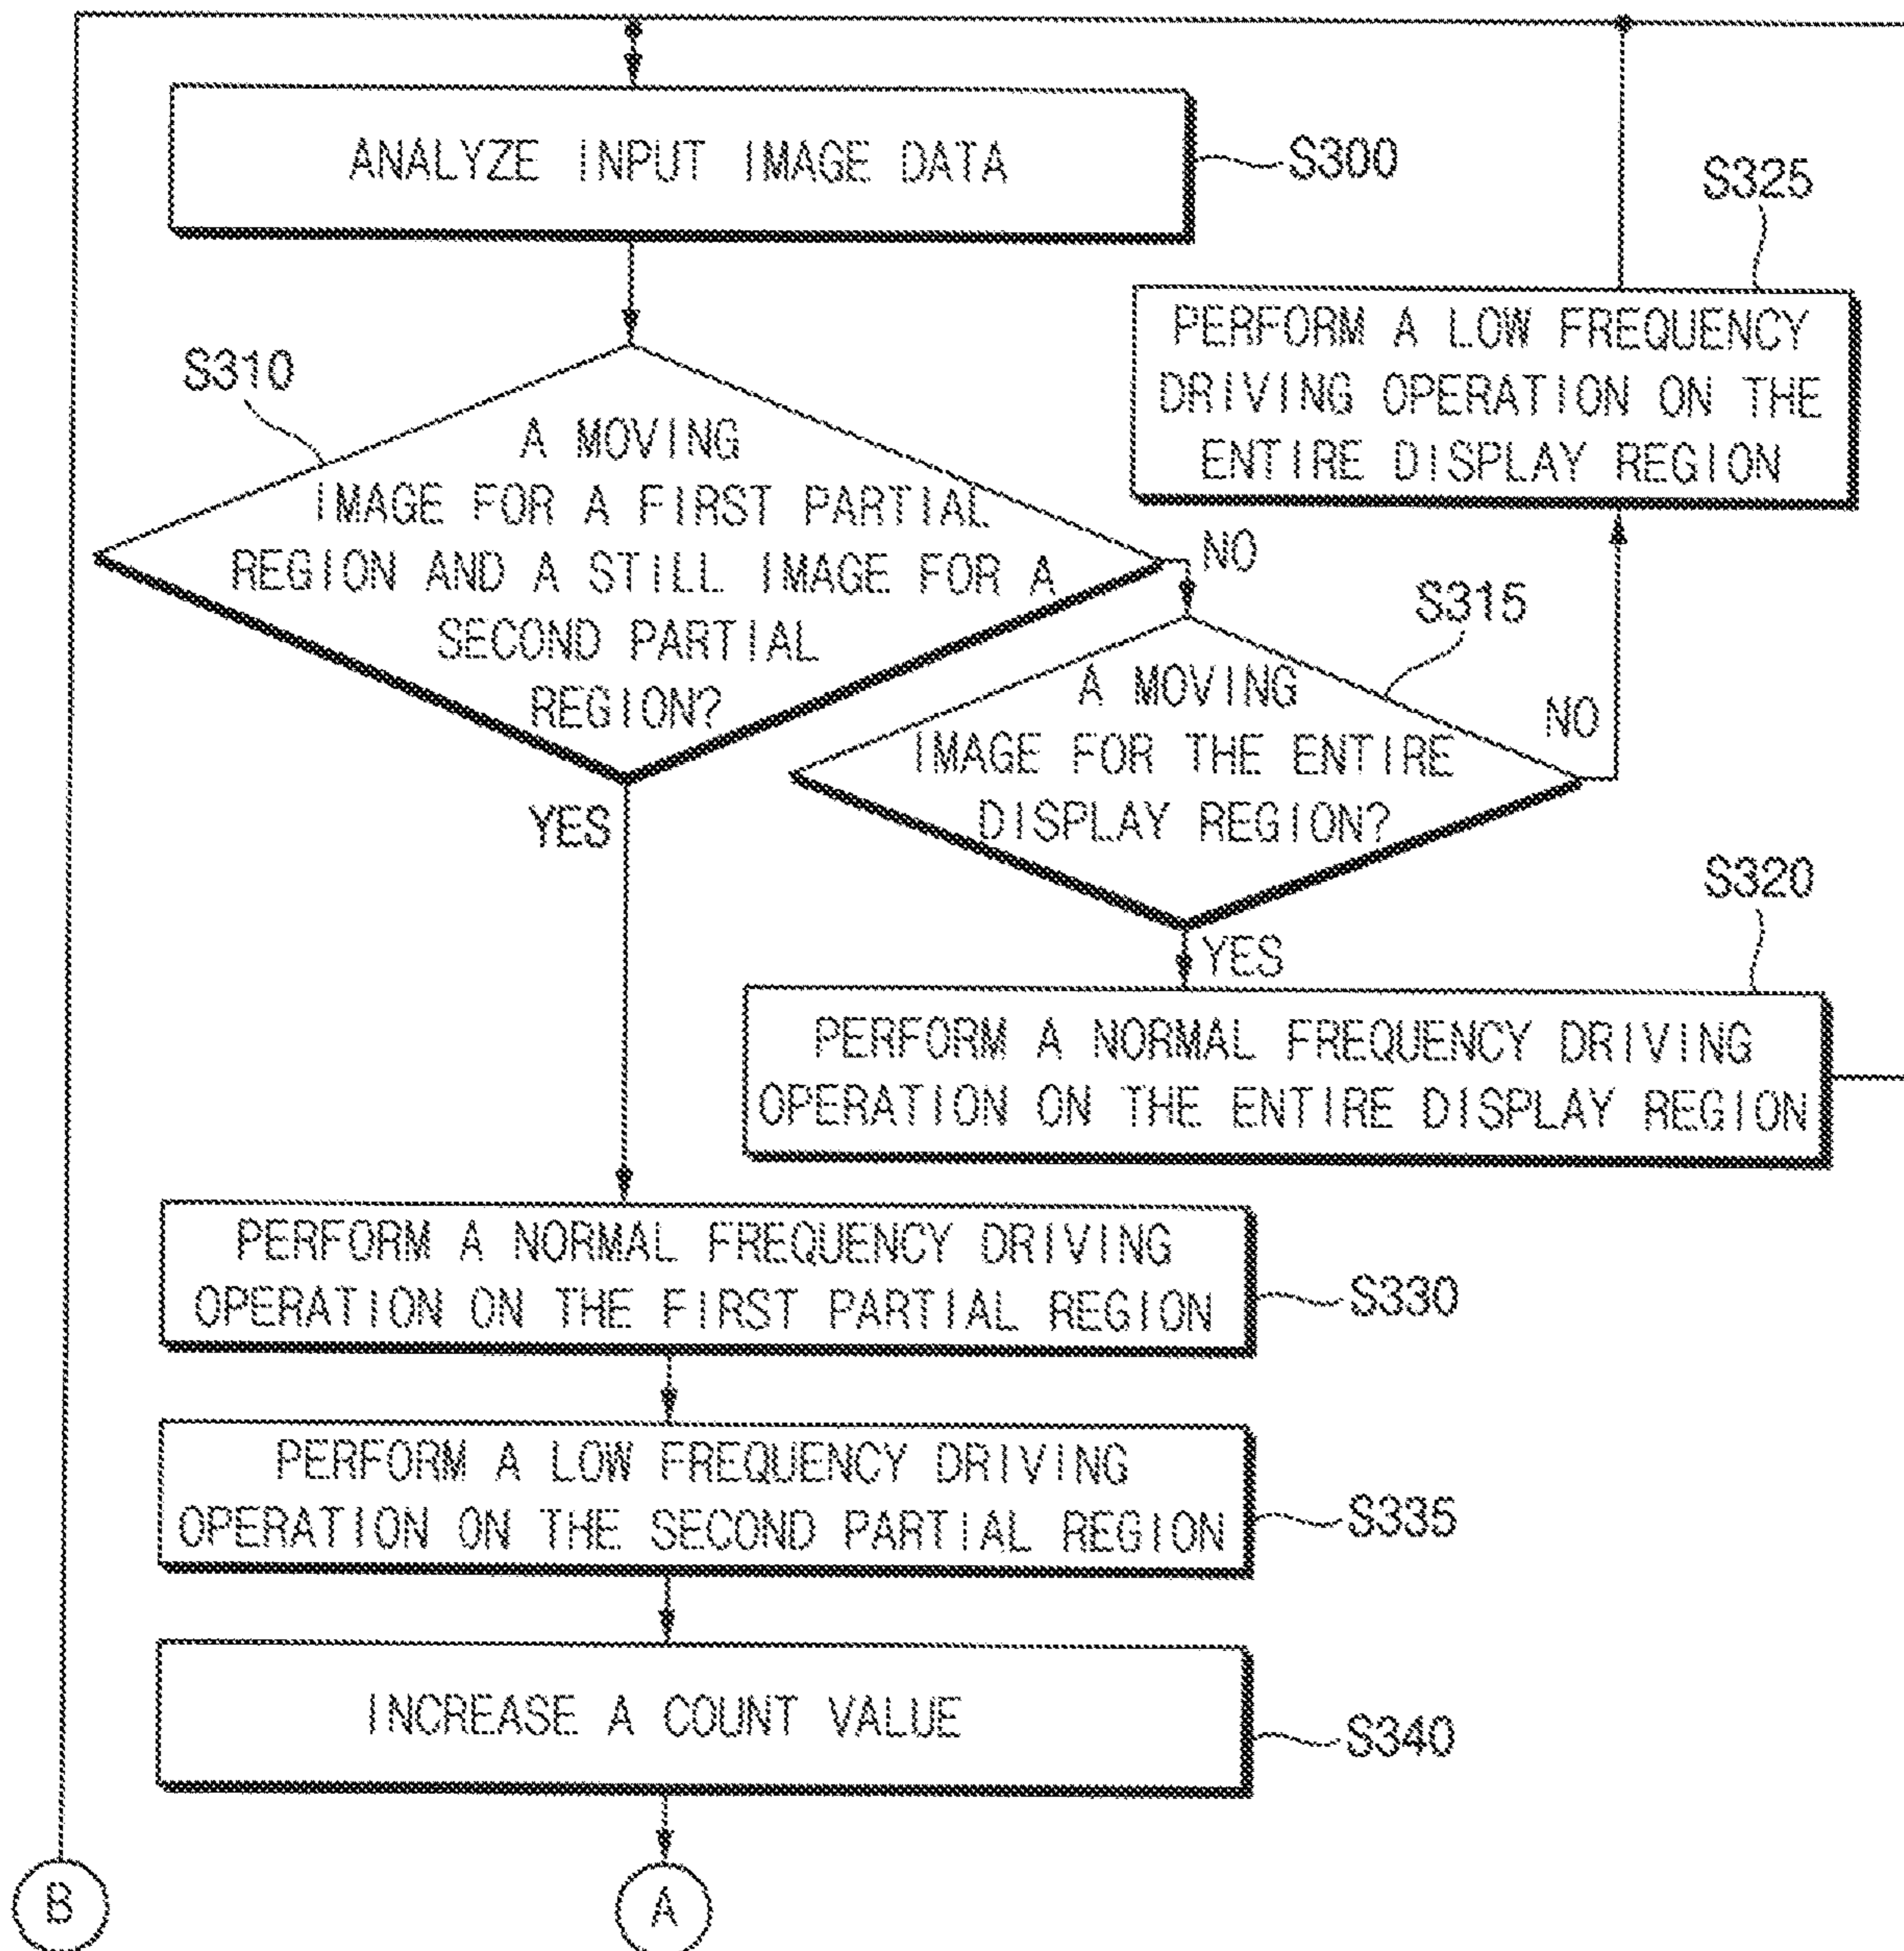 ANALYZE INPUT IMAGE DATA
S300
S325
PERFORM A LOW FREQUENCY
DRIVING OPERATION ON THE
ENTIRE DISPLAY REGION
S310
A MOVING
IMAGE FOR A FIRST PARTIAL
REGION AND A STILL IMAGE FOR A
SECOND PARTIAL
REGION?
NO
S315
A MOVING
IMAGE FOR THE ENTIRE
DISPLAY REGION?
NO
YES
YES
S320
PERFORM A NORMAL FREQUENCY DRIVING
OPERATION ON THE ENTIRE DISPLAY REGION
PERFORM A NORMAL FREQUENCY DRIVING
OPERATION ON THE FIRST PARTIAL REGION
S330
PERFORM A LOW FREQUENCY DRIVING
OPERATION ON THE SECOND PARTIAL REGION
S335
INCREASE A COUNT VALUE
S340
B
A